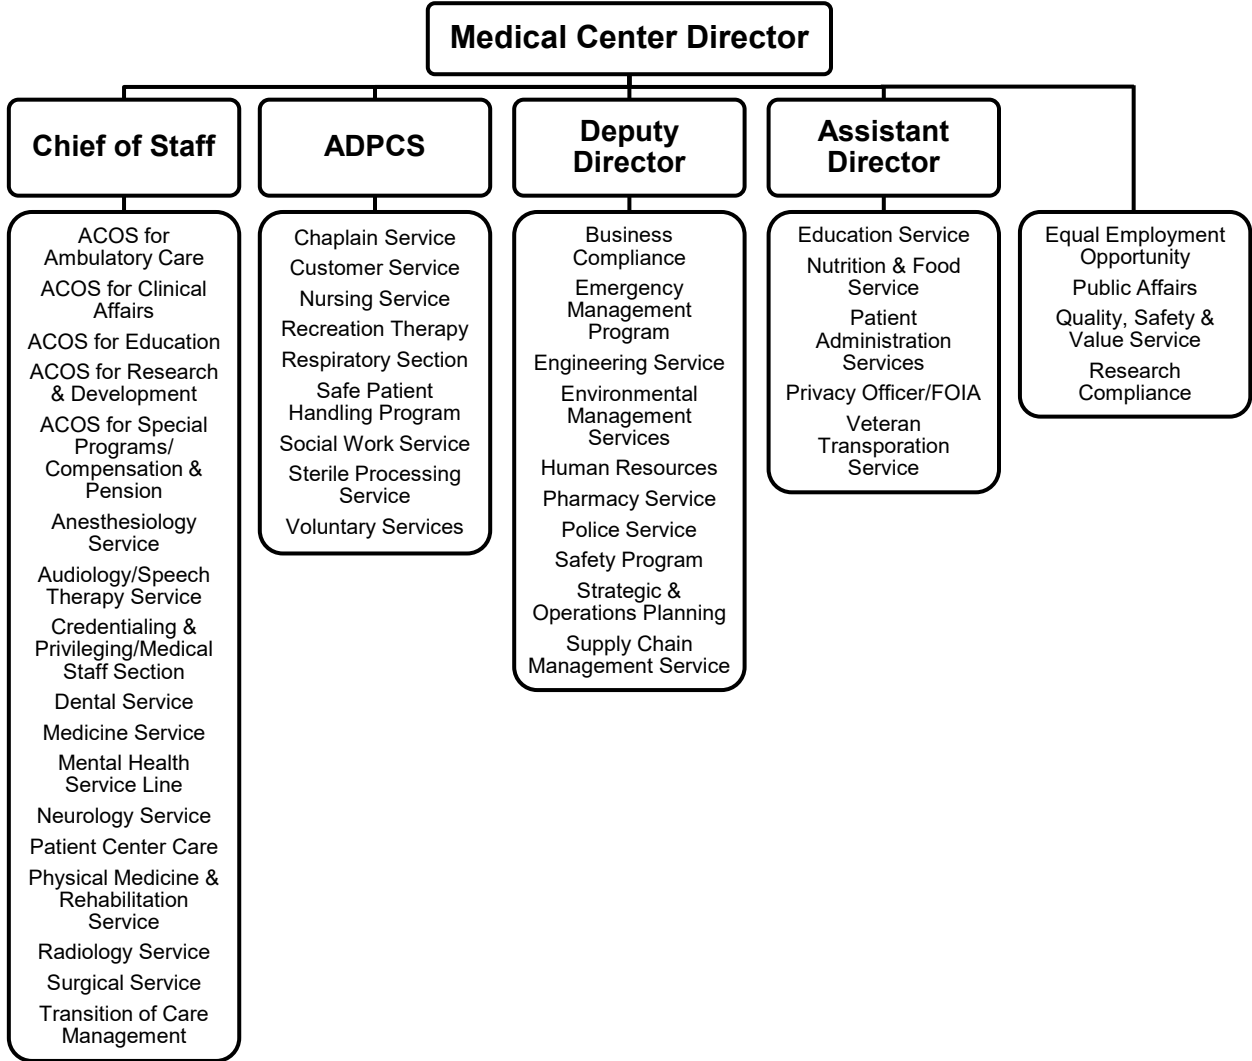 Medical Center Director
Chief of Staff
ACOS for
Ambulatory Care
ACOS for Clinical
Affairs
ACOS for Education
ACOS for Research
& Development
ACOS for Special
Programs/
Compensation &
Pension
Anesthesiology
Service
Audiology/Speech
Therapy Service
Credentialing &
Privileging/Medical
Staff Section
Dental Service
Medicine Service
Mental Health
Service Line
Neurology Service
Patient Center Care
Physical Medicine &
Rehabilitation
Service
Radiology Service
Surgical Service
Transition of Care
Management
ADPCS
Chaplain Service
Customer Service
Nursing Service
Recreation Therapy
Respiratory Section
Safe Patient
Handling Program
Social Work Service
Sterile Processing
Service
Voluntary Services
Deputy
Director
Business
Compliance
Emergency
Management
Program
Engineering Service
Environmental
Management
Services
Human Resources
Pharmacy Service
Police Service
Safety Program
Strategic &
Operations Planning
Supply Chain
Management Service
Assistant
Director
Education Service
Nutrition & Food
Service
Patient
Administration
Services
Privacy Officer/FOIA
Veteran
Transporation
Service
Equal Employment
Opportunity
Public Affairs
Quality, Safety &
Value Service
Research
Compliance